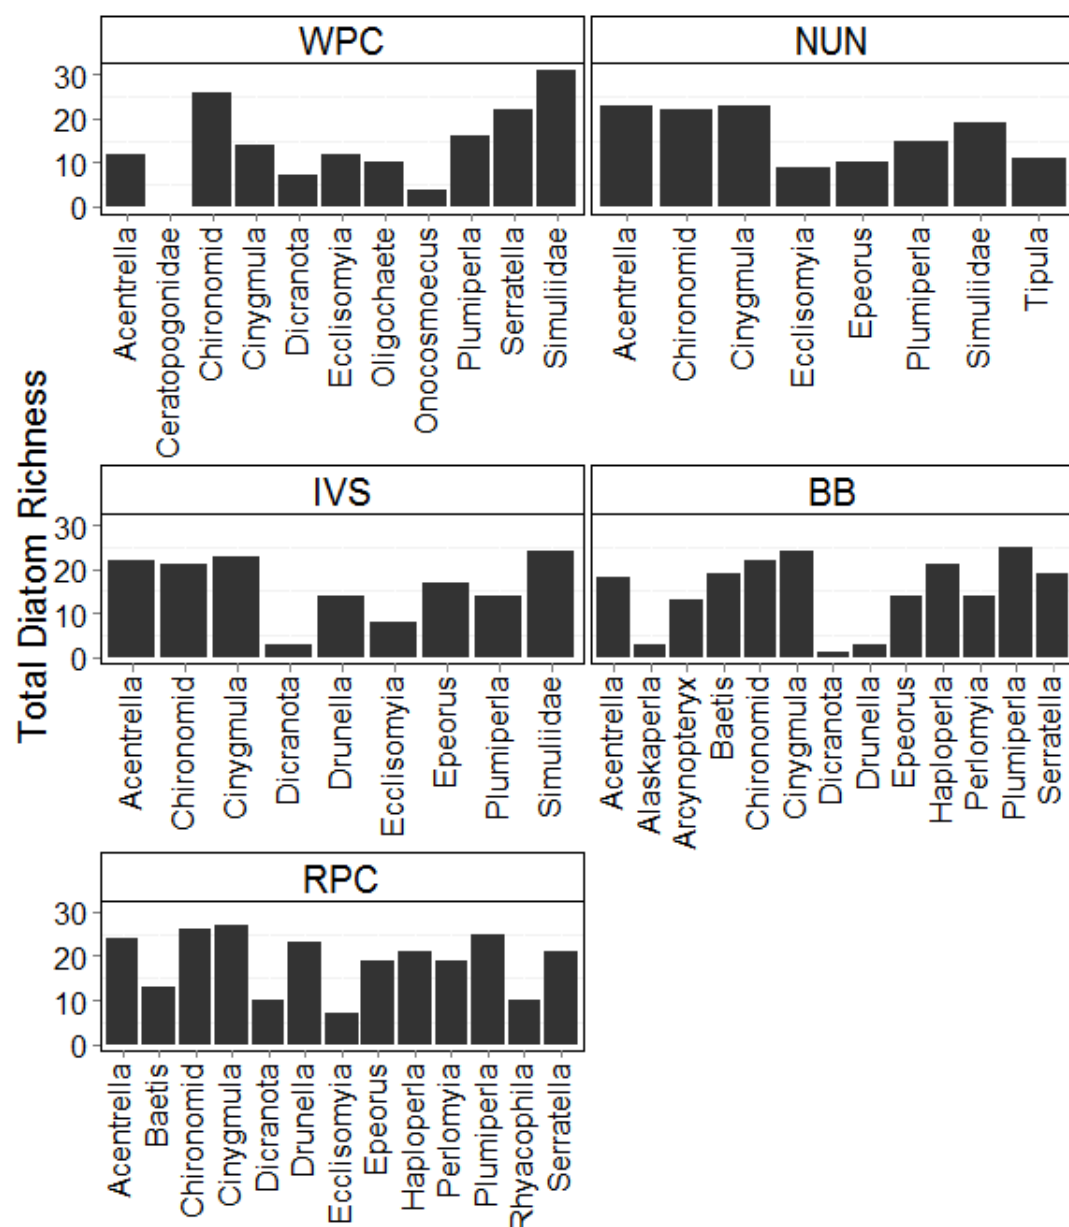 Total Diatom Richness
WPC
30
20
10
0
Acentrella
Ceratopogonidae
Chironomid
Cinygmula
Dicranota
Ecclisomyia
Oligochaete
Onocosmoecus
Plumiperla
Serratella
Simuliidae
NUN
Acentrella
Chironomid
Cinygmula
Ecclisomyia
Epeorus
Plumiperla
Simuliidae
Tipula
IVS
30
20
10
0
Acentrella
Chironomid
Cinygmula
Dicranota
Drunella
Ecclisomyia
Epeorus
Plumiperla
Simuliidae
BB
Acentrella
Alaskaperla
Arcynopteryx
Baetis
Chironomid
Cinygmula
Dicranota
Drunella
Epeorus
Haploperla
Perlomyia
Plumiperla
Serratella
RPC
30
20
10
0
Acentrella
Baetis
Chironomid
Cinygmula
Dicranota
Drunella
Ecclisomyia
Epeorus
Haploperla
Perlomyia
Plumiperla
Rhyacophila
Serratella